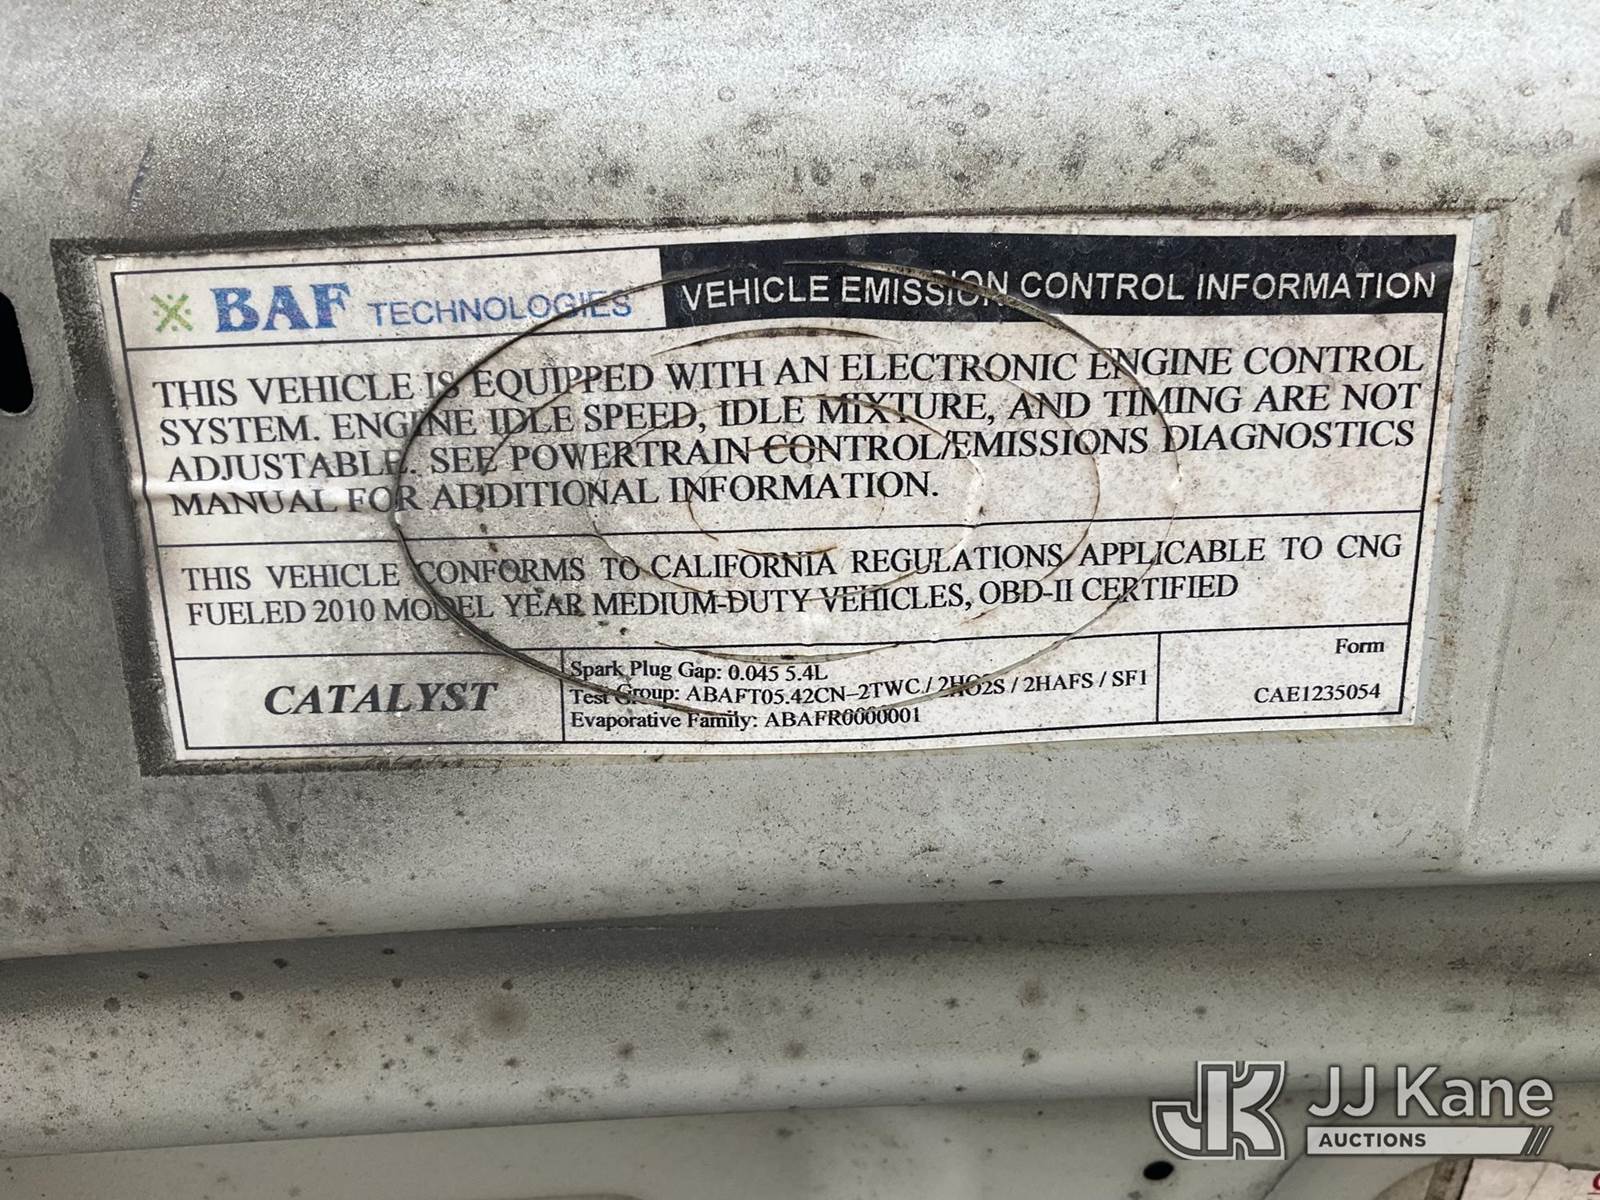 BAF TECHNOLOGIES
VEHICLE EMISSION CONTROL INFORMATION
THIS VEHICLE IS EQUIPPED WITH AN ELECTRONIC ENGINE CONTROL
SYSTEM. ENGINE IDLE SPEED, IDLE MIXTURE, AND TIMING ARE NOT
ADJUSTABLE. SEE POWERTRAIN CONTROL/EMISSIONS DIAGNOSTICS
MANUAL FOR ADDITIONAL INFORMATION.
THIS VEHICLE CONFORMS TO CALIFORNIA REGULATIONS APPLICABLE TO CNG
FUELED 2010 MODEL YEAR MEDIUM-DUTY VEHICLES, OBD-II CERTIFIED
CATALYST
Spark Plug Gap: 0.045 5.4L
Test Group: ABAFT05.42CN-2TWC / 2HO2S / 2HAFS / SF1
Evaporative Family: ABAFR0000001
Form
CAE1235054
JK JJ Kane
AUCTIONS